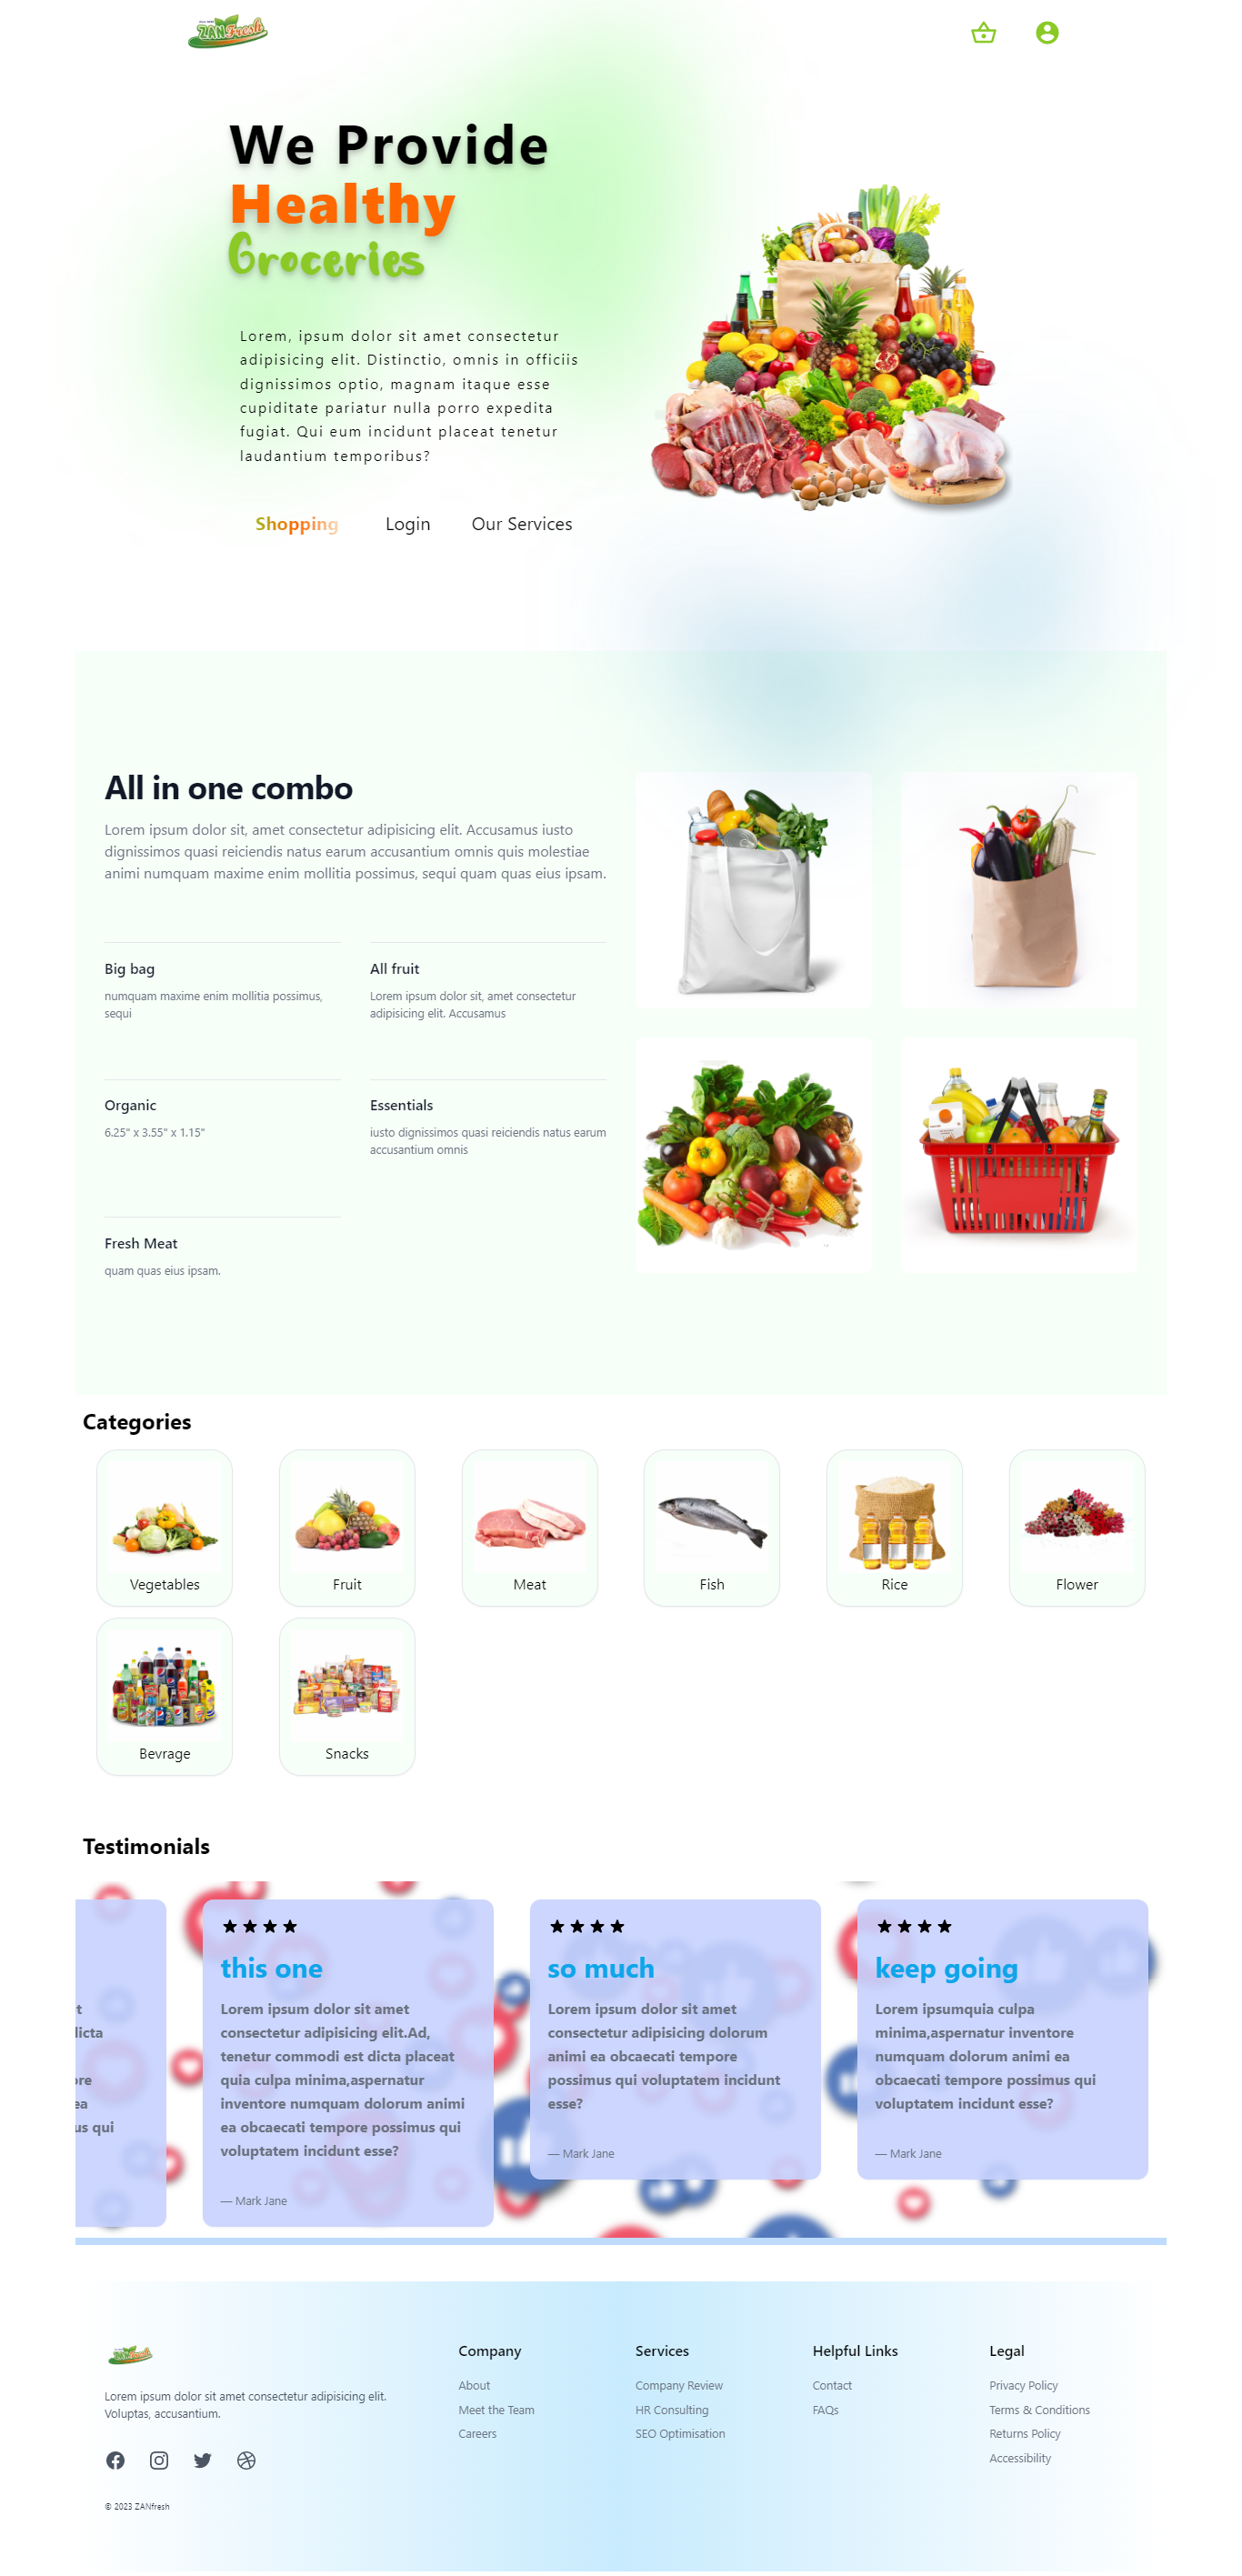 ZANFresh
We Provide
Healthy
Groceries
Lorem, ipsum dolor sit amet consectetur
adipisicing elit. Distinctio, omnis in officiis
dignissimos optio, magnam itaque esse
cupiditate pariatur nulla porro expedita
fugiat. Qui eum incidunt placeat tenetur
laudantium temporibus?
Shopping
Login
Our Services
All in one combo
Lorem ipsum dolor sit, amet consectetur adipisicing elit. Accusamus iusto
dignissimos quasi reiciendis natus earum accusantium omnis quis molestiae
animi numquam maxime enim mollitia possimus, sequi quam quas eius ipsam.
Big bag
numquam maxime enim mollitia possimus,
sequi
All fruit
Lorem ipsum dolor sit, amet consectetur
adipisicing elit. Accusamus
Organic
6.25" x 3.55" x 1.15"
Essentials
iusto dignissimos quasi reiciendis natus earum
accusantium omnis
Fresh Meat
quam quas eius ipsam.
Categories
Vegetables
Fruit
Meat
Fish
Rice
Flower
Bevrage
Snacks
Testimonials
t
dicta
ore
ea
us qui
this one
Lorem ipsum dolor sit amet
consectetur adipisicing elit.Ad,
tenetur commodi est dicta placeat
quia culpa minima,aspernatur
inventore numquam dolorum animi
ea obcaecati tempore possimus qui
voluptatem incidunt esse?
— Mark Jane
so much
Lorem ipsum dolor sit amet
consectetur adipisicing dolorum
animi ea obcaecati tempore
possimus qui voluptatem incidunt
esse?
— Mark Jane
keep going
Lorem ipsumquia culpa
minima,aspernatur inventore
numquam dolorum animi ea
obcaecati tempore possimus qui
voluptatem incidunt esse?
— Mark Jane
ZANFresh
Lorem ipsum dolor sit amet consectetur adipisicing elit.
Voluptas, accusantium.
© 2023 ZANfresh
Company
About
Meet the Team
Careers
Services
Company Review
HR Consulting
SEO Optimisation
Helpful Links
Contact
FAQs
Legal
Privacy Policy
Terms & Conditions
Returns Policy
Accessibility